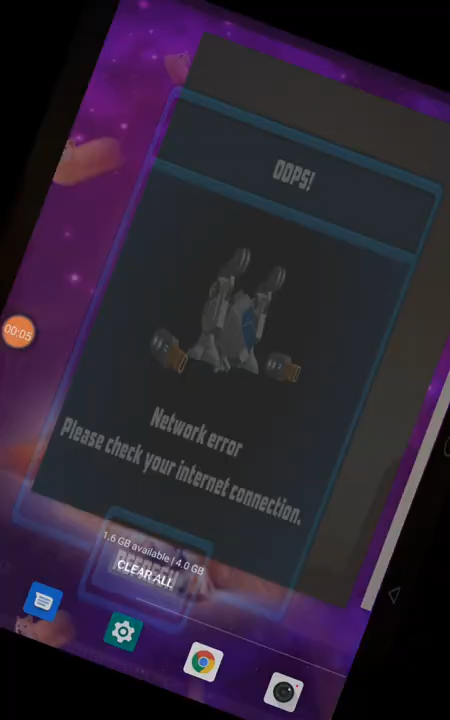 OOPS!
00:05
Network error
Please check your internet connection.
1.6 GB available | 4.0 GB
CLEAR ALL